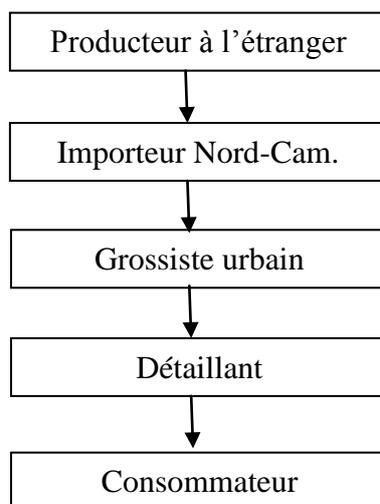 Producteur à l’étranger
Importeur Nord-Cam.
Grossiste urbain
Détaillant
Consommateur